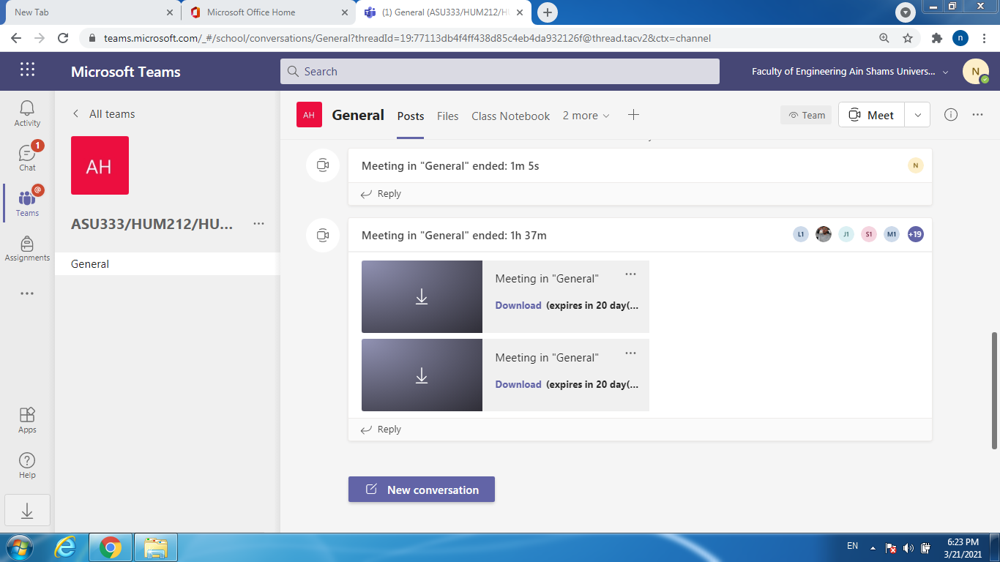 New Tab
Microsoft Office Home
(1) General (ASU333/HUM212/H
teams.microsoft.com/_#/school/conversations/General?threadId=19:77113db4f4ff438d85c4eb4da932126f@thread.tacv2&ctx=channel
n
Microsoft Teams
Search
Faculty of Engineering Ain Shams Univers...
N
Activity
1
Chat
@
Teams
Assignments
Apps
Help
All teams
AH
ASU333/HUM212/HU...
General
AH
General
Posts
Files
Class Notebook
2 more
Team
Meet
Meeting in "General" ended: 1m 5s
N
Reply
Meeting in "General" ended: 1h 37m
L1
J1
S1
M1
+19
Meeting in "General"
Download (expires in 20 day(...
Meeting in "General"
Download (expires in 20 day(...
Reply
New conversation
EN
6:23 PM
3/21/2021